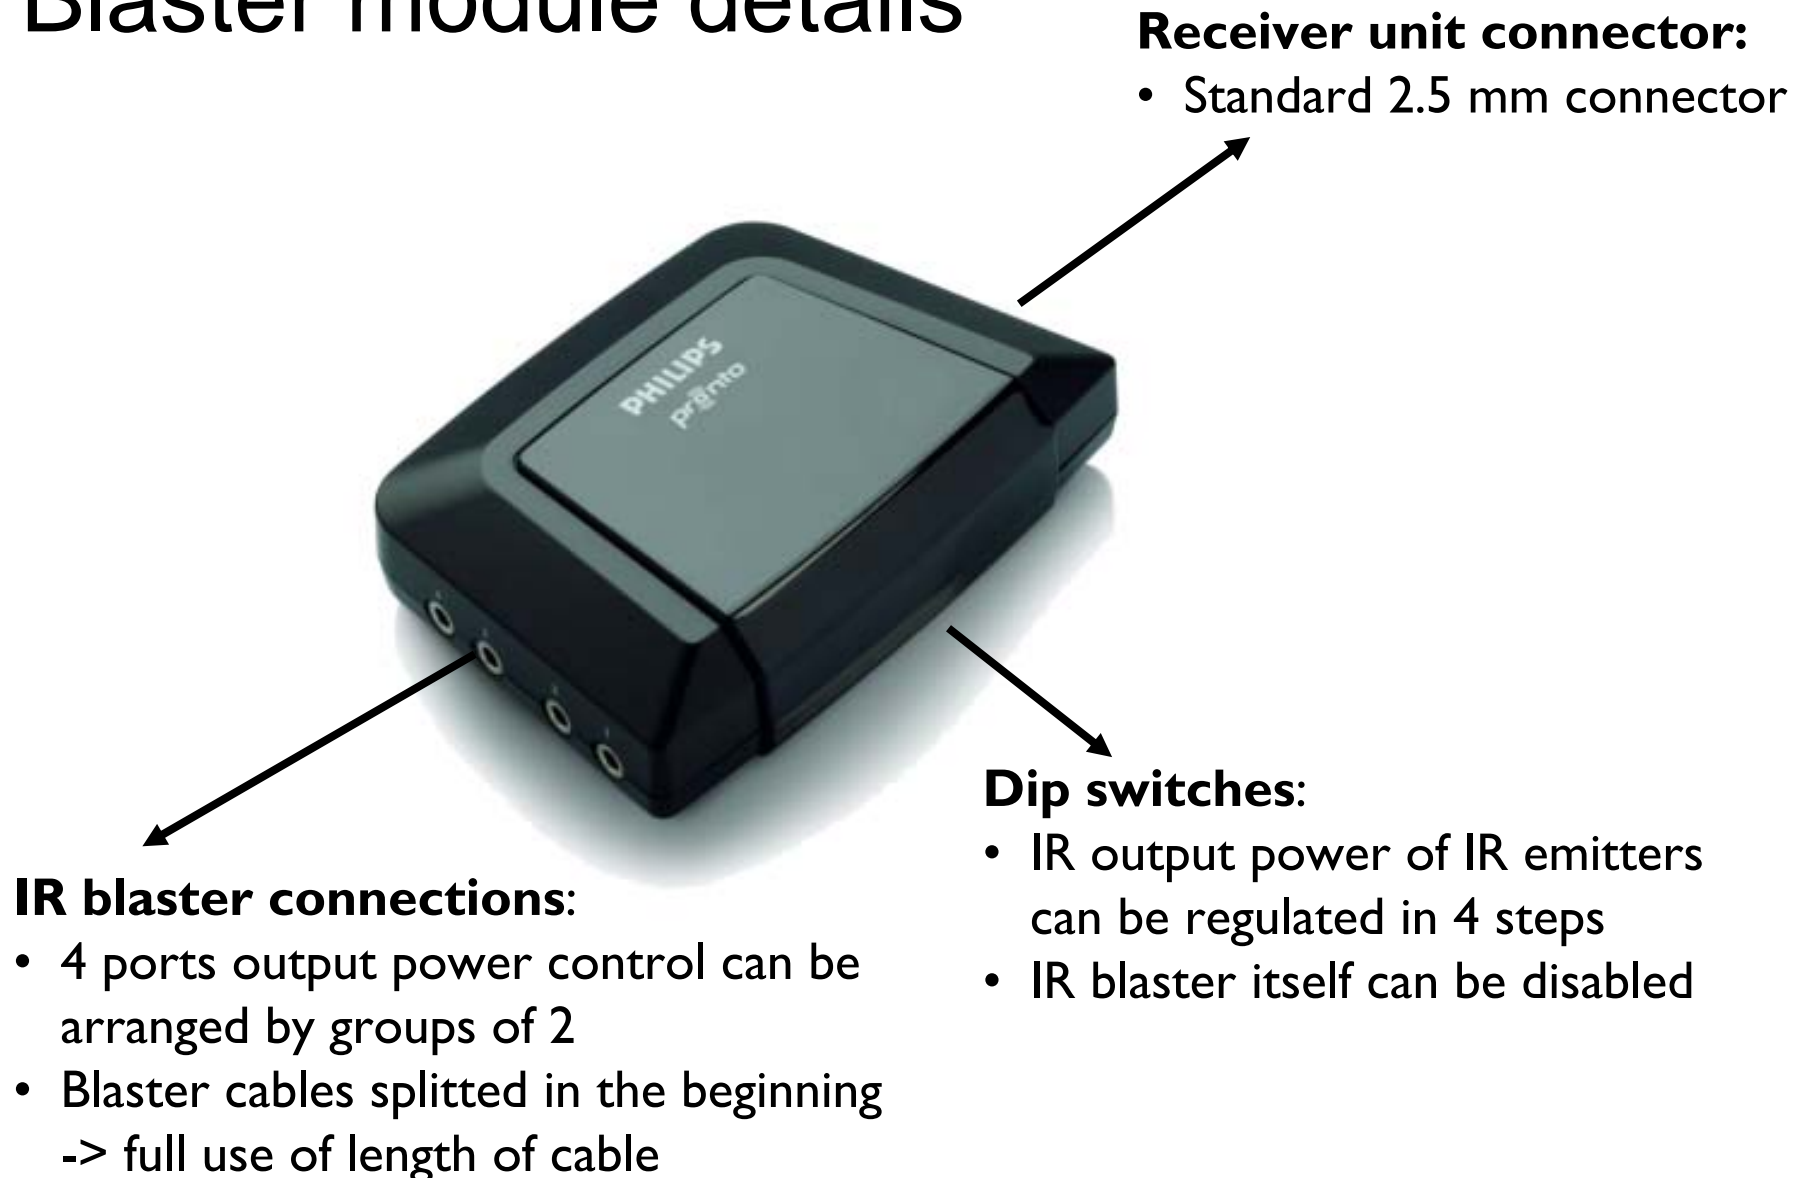 Blaster module details
Receiver unit connector:
• Standard 2.5 mm connector
PHILIPS
pronto
IR blaster connections:
• 4 ports output power control can be
arranged by groups of 2
• Blaster cables splitted in the beginning
-> full use of length of cable
Dip switches:
• IR output power of IR emitters
can be regulated in 4 steps
• IR blaster itself can be disabled